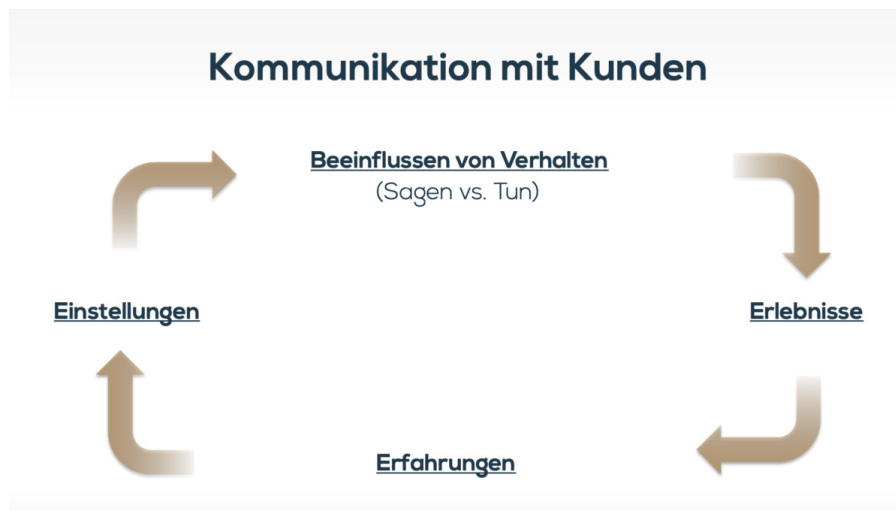 Kommunikation mit Kunden
Beeinflussen von Verhalten
(Sagen vs. Tun)
Einstellungen
Erlebnisse
Erfahrungen